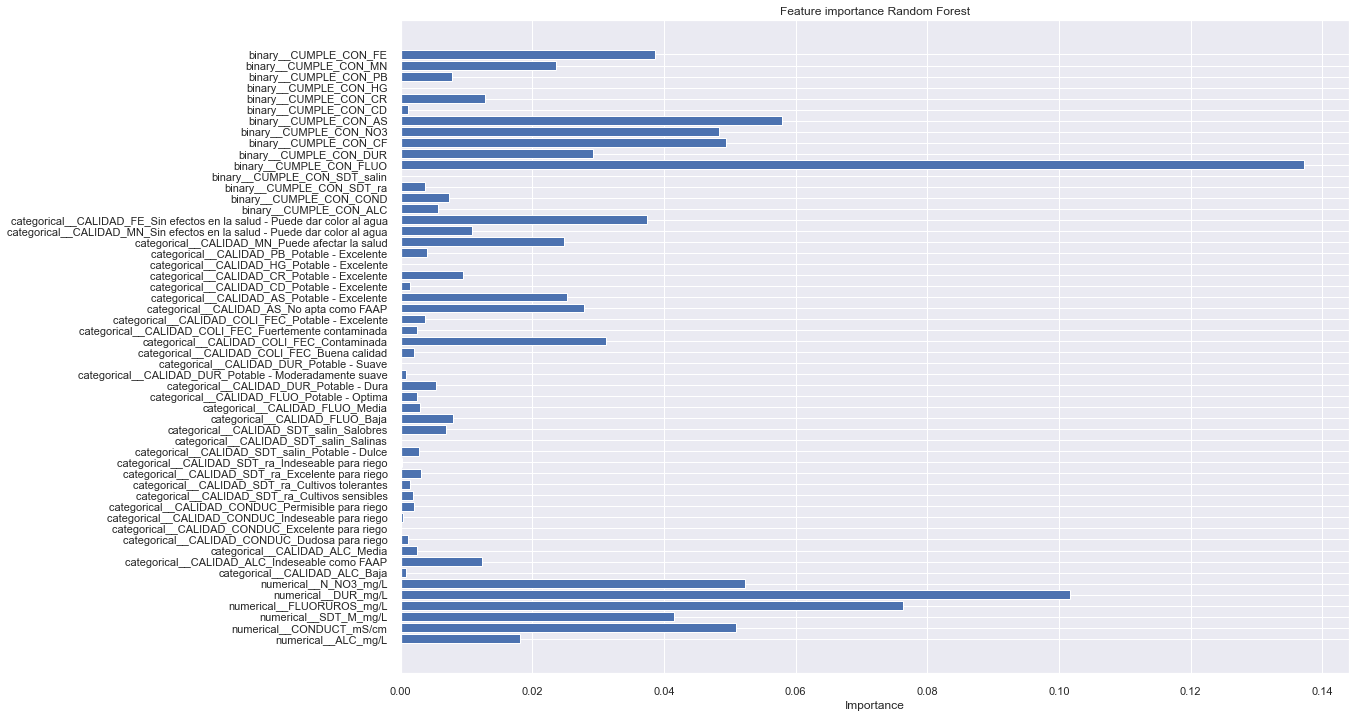 Feature importance Random Forest
binary__CUMPLE_CON_FE
binary__CUMPLE_CON_MN
binary__CUMPLE_CON_PB
binary__CUMPLE_CON_HG
binary__CUMPLE_CON_CR
binary__CUMPLE_CON_CD
binary__CUMPLE_CON_AS
binary__CUMPLE_CON_NO3
binary__CUMPLE_CON_CF
binary__CUMPLE_CON_DUR
binary__CUMPLE_CON_FLUO
binary__CUMPLE_CON_SDT_salin
binary__CUMPLE_CON_SDT_ra
binary__CUMPLE_CON_COND
binary__CUMPLE_CON_ALC
categorical__CALIDAD_FE_Sin efectos en la salud - Puede dar color al agua
categorical__CALIDAD_MN_Sin efectos en la salud - Puede dar color al agua
categorical__CALIDAD_MN_Puede afectar la salud
categorical__CALIDAD_PB_Potable - Excelente
categorical__CALIDAD_HG_Potable - Excelente
categorical__CALIDAD_CR_Potable - Excelente
categorical__CALIDAD_CD_Potable - Excelente
categorical__CALIDAD_AS_Potable - Excelente
categorical__CALIDAD_AS_No apta como FAAP
categorical__CALIDAD_COLI_FEC_Potable - Excelente
categorical__CALIDAD_COLI_FEC_Fuertemente contaminada
categorical__CALIDAD_COLI_FEC_Contaminada
categorical__CALIDAD_COLI_FEC_Buena calidad
categorical__CALIDAD_DUR_Potable - Suave
categorical__CALIDAD_DUR_Potable - Moderadamente suave
categorical__CALIDAD_DUR_Potable - Dura
categorical__CALIDAD_FLUO_Potable - Optima
categorical__CALIDAD_FLUO_Media
categorical__CALIDAD_FLUO_Baja
categorical__CALIDAD_SDT_salin_Salobres
categorical__CALIDAD_SDT_salin_Salinas
categorical__CALIDAD_SDT_salin_Potable - Dulce
categorical__CALIDAD_SDT_ra_Indeseable para riego
categorical__CALIDAD_SDT_ra_Excelente para riego
categorical__CALIDAD_SDT_ra_Cultivos tolerantes
categorical__CALIDAD_SDT_ra_Cultivos sensibles
categorical__CALIDAD_CONDUC_Permisible para riego
categorical__CALIDAD_CONDUC_Indeseable para riego
categorical__CALIDAD_CONDUC_Excelente para riego
categorical__CALIDAD_CONDUC_Dudosa para riego
categorical__CALIDAD_ALC_Media
categorical__CALIDAD_ALC_Indeseable como FAAP
categorical__CALIDAD_ALC_Baja
numerical__N_NO3_mg/L
numerical__DUR_mg/L
numerical__FLUORUROS_mg/L
numerical__SDT_M_mg/L
numerical__CONDUCT_mS/cm
numerical__ALC_mg/L
0.00 0.02 0.04 0.06 0.08 0.10 0.12 0.14
Importance